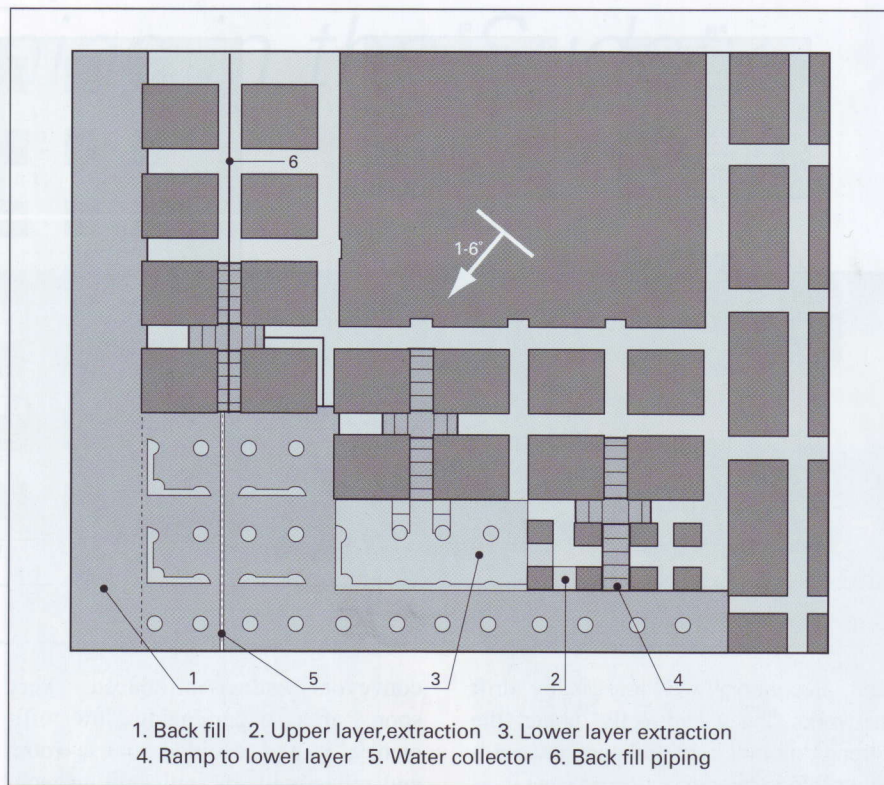 6
1-6°
1 5 3 2 4
1. Back fill 2. Upper layer,extraction 3. Lower layer extraction
4. Ramp to lower layer 5. Water collector 6. Back fill piping